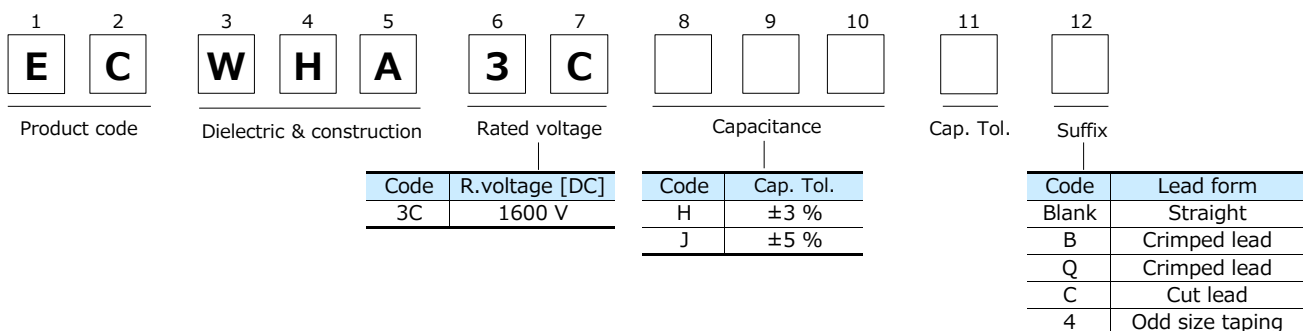 1 2 3 4 5 6 7 8 9 10 11 12
E C W H A 3 C
Product code Dielectric & construction Rated voltage Capacitance Cap. Tol. Suffix
Code R.voltage [DC] Code Cap. Tol. Code Lead form
3C 1600 V H ±3 % Blank Straight
J ±5 % B Crimped lead
Q Crimped lead
C Cut lead
4 Odd size taping